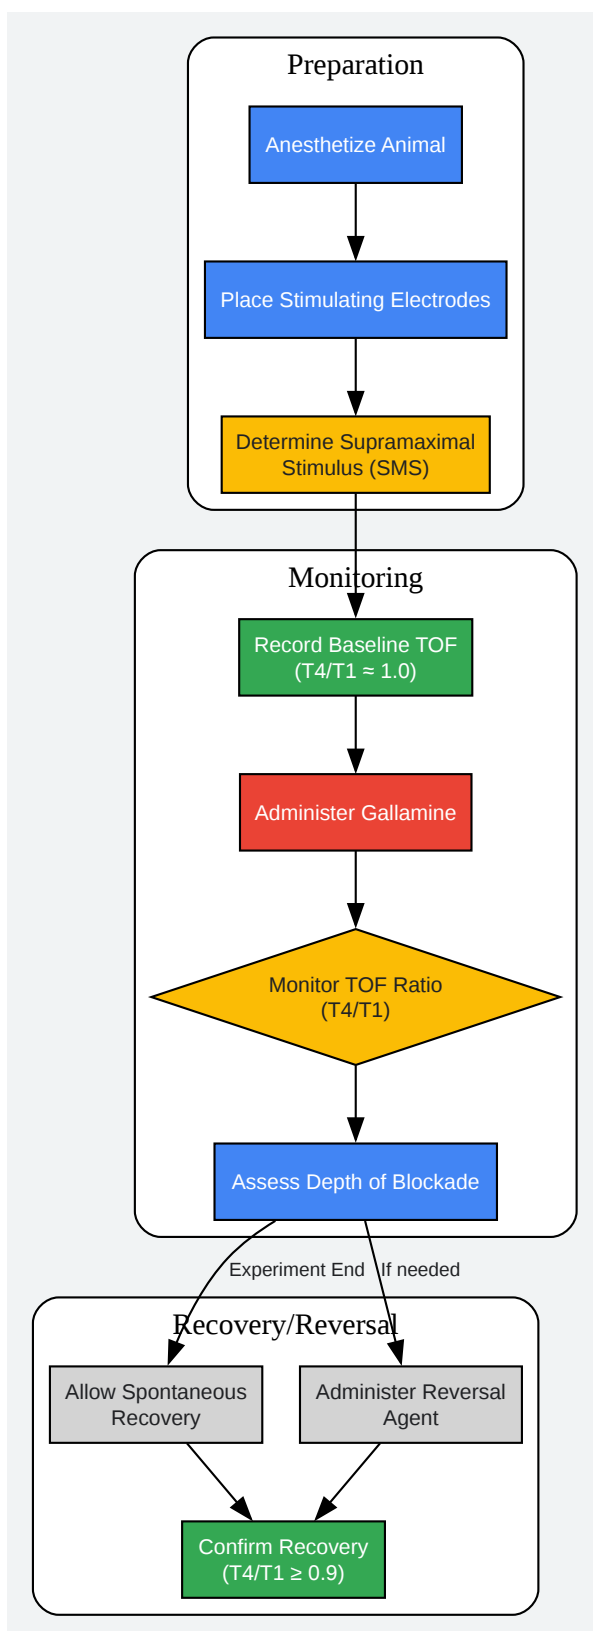 Preparation
Anesthetize Animal
Place Stimulating Electrodes
Determine Supramaximal
Stimulus (SMS)
Monitoring
Record Baseline TOF
(T4/T1 ≈ 1.0)
Administer Gallamine
Monitor TOF Ratio
(T4/T1)
Assess Depth of Blockade
Experiment End
If needed
Recovery/Reversal
Allow Spontaneous
Recovery
Administer Reversal
Agent
Confirm Recovery
(T4/T1 ≥ 0.9)